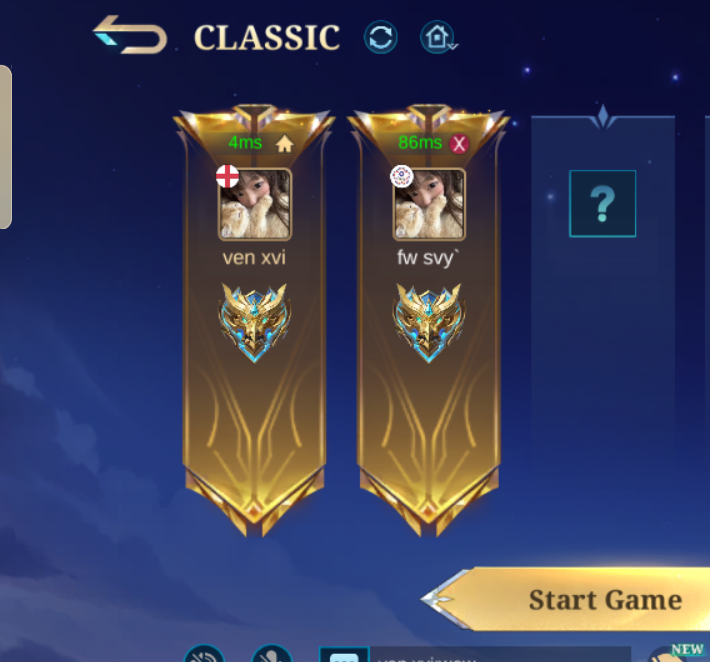 CLASSIC
4ms
86ms X
?
ven xvi
fw svy`
Start Game
NEW